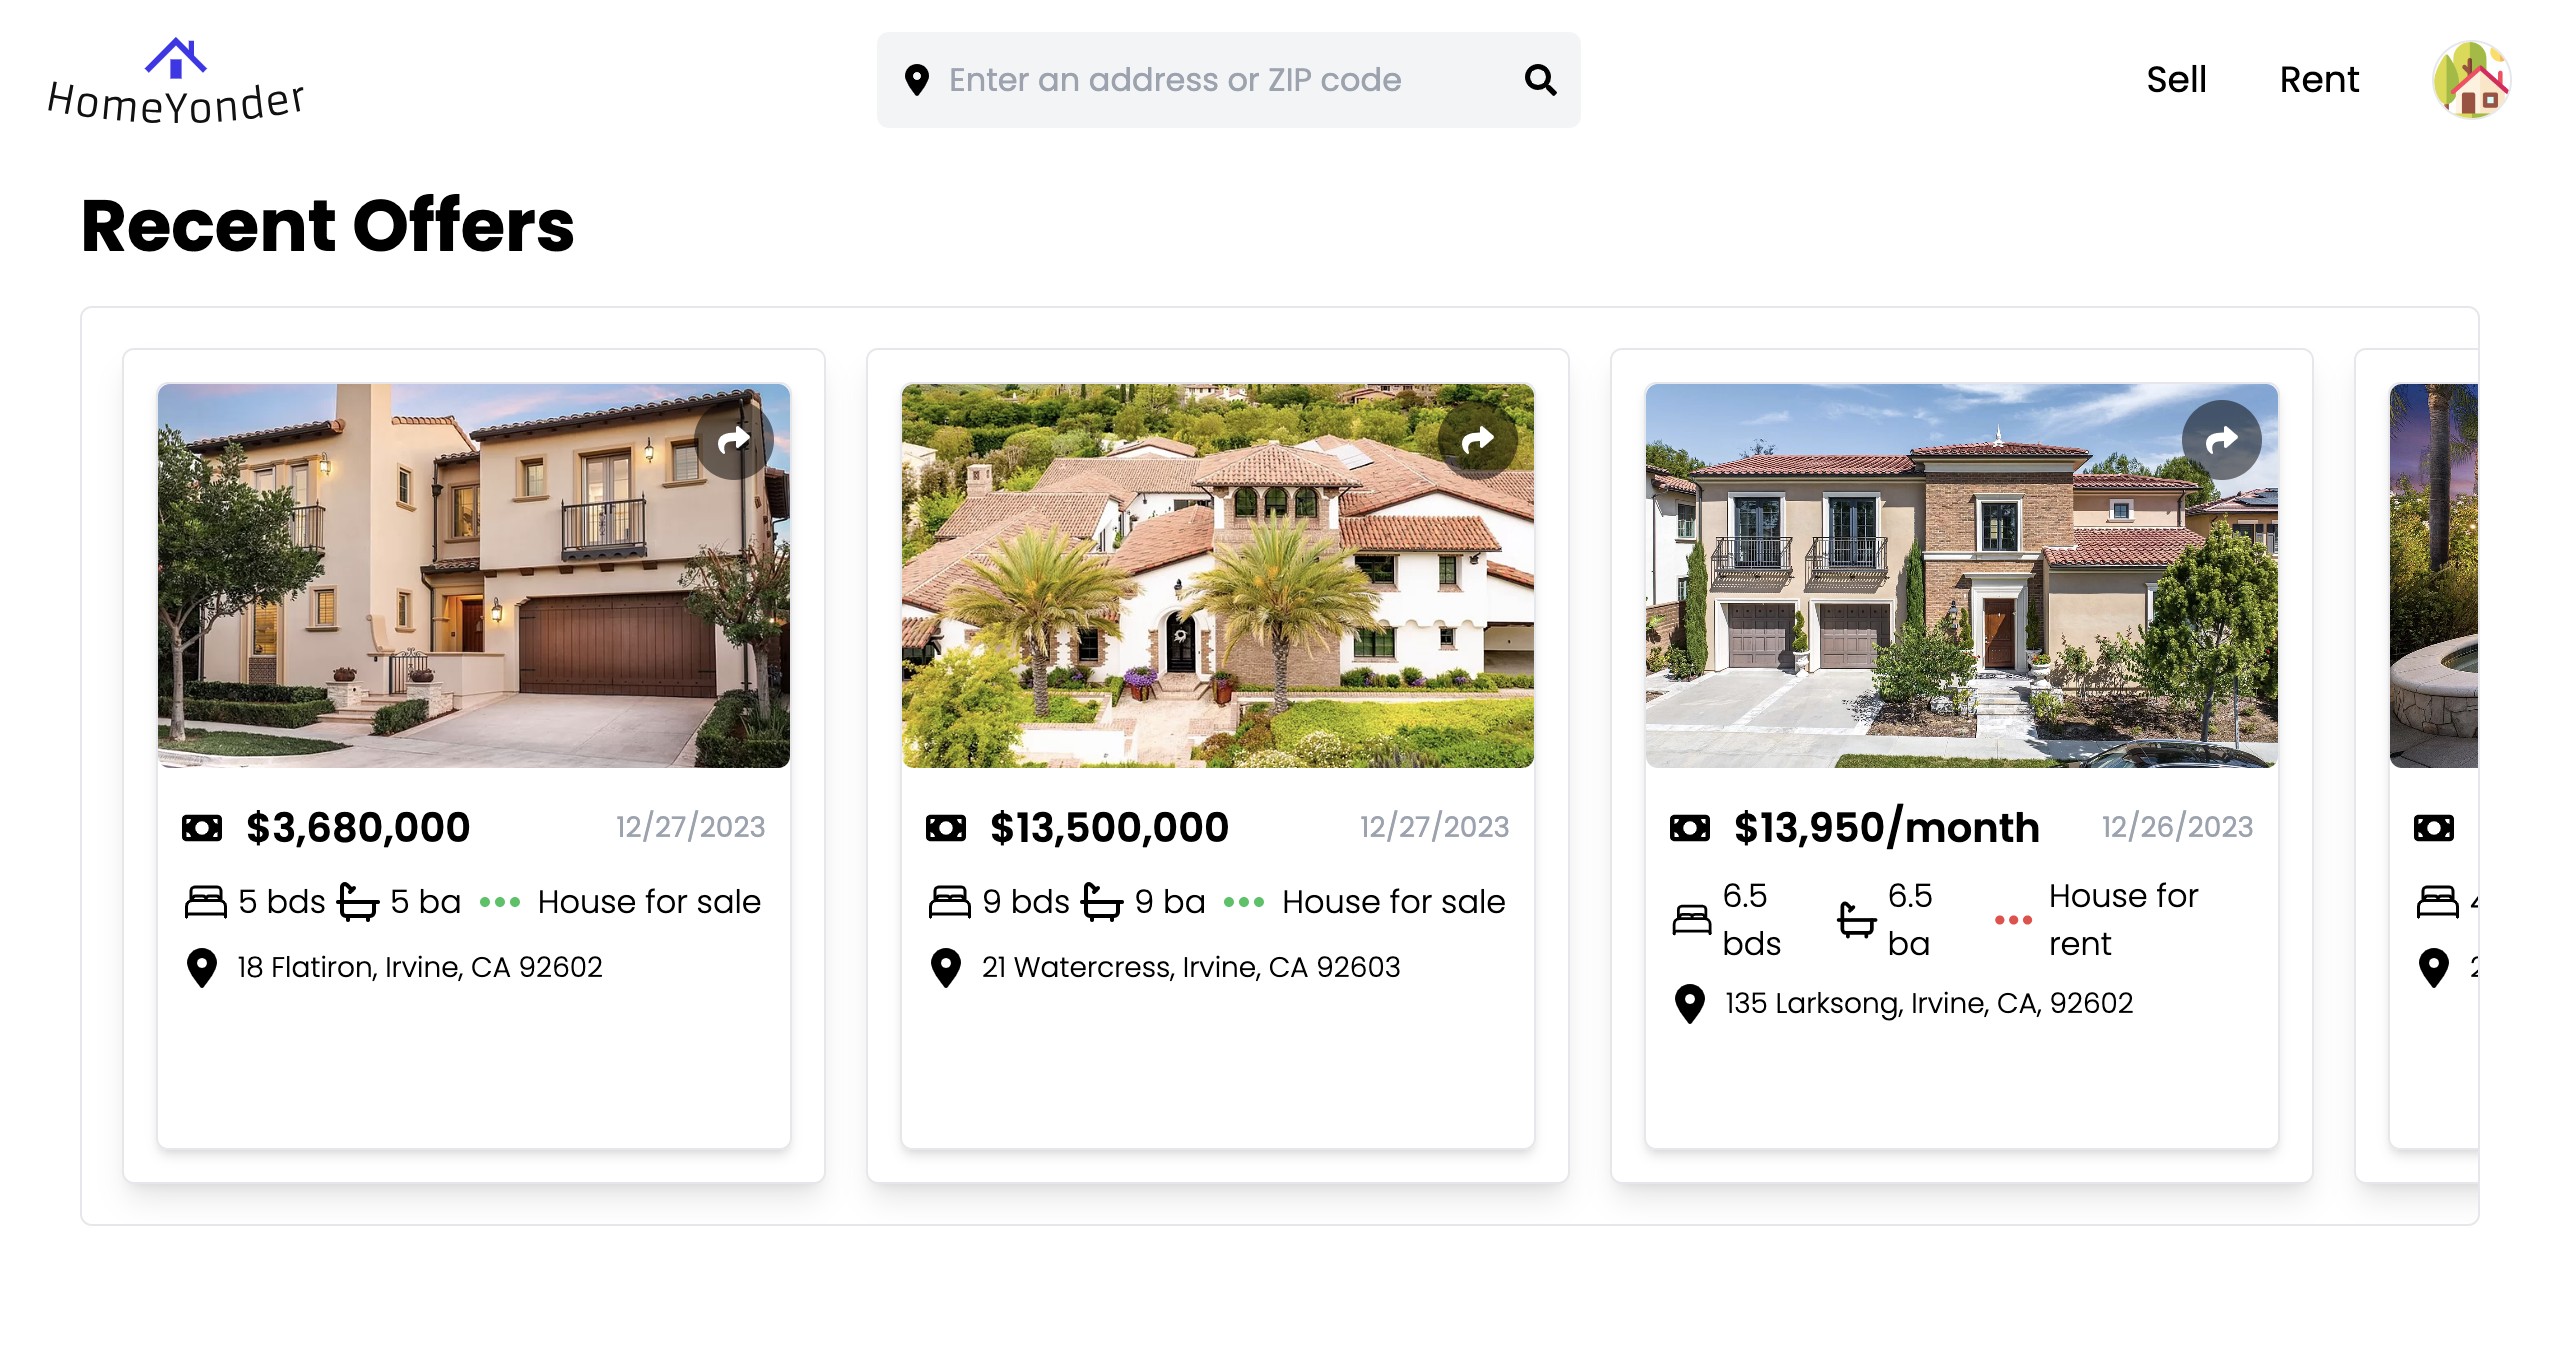 HomeYonder
Enter an address or ZIP code
Sell
Rent
Recent Offers
$3,680,000
12/27/2023
5 bds
5 ba
House for sale
18 Flatiron, Irvine, CA 92602
$13,500,000
12/27/2023
9 bds
9 ba
House for sale
21 Watercress, Irvine, CA 92603
$13,950/month
12/26/2023
6.5
bds
6.5
ba
House for
rent
135 Larksong, Irvine, CA, 92602